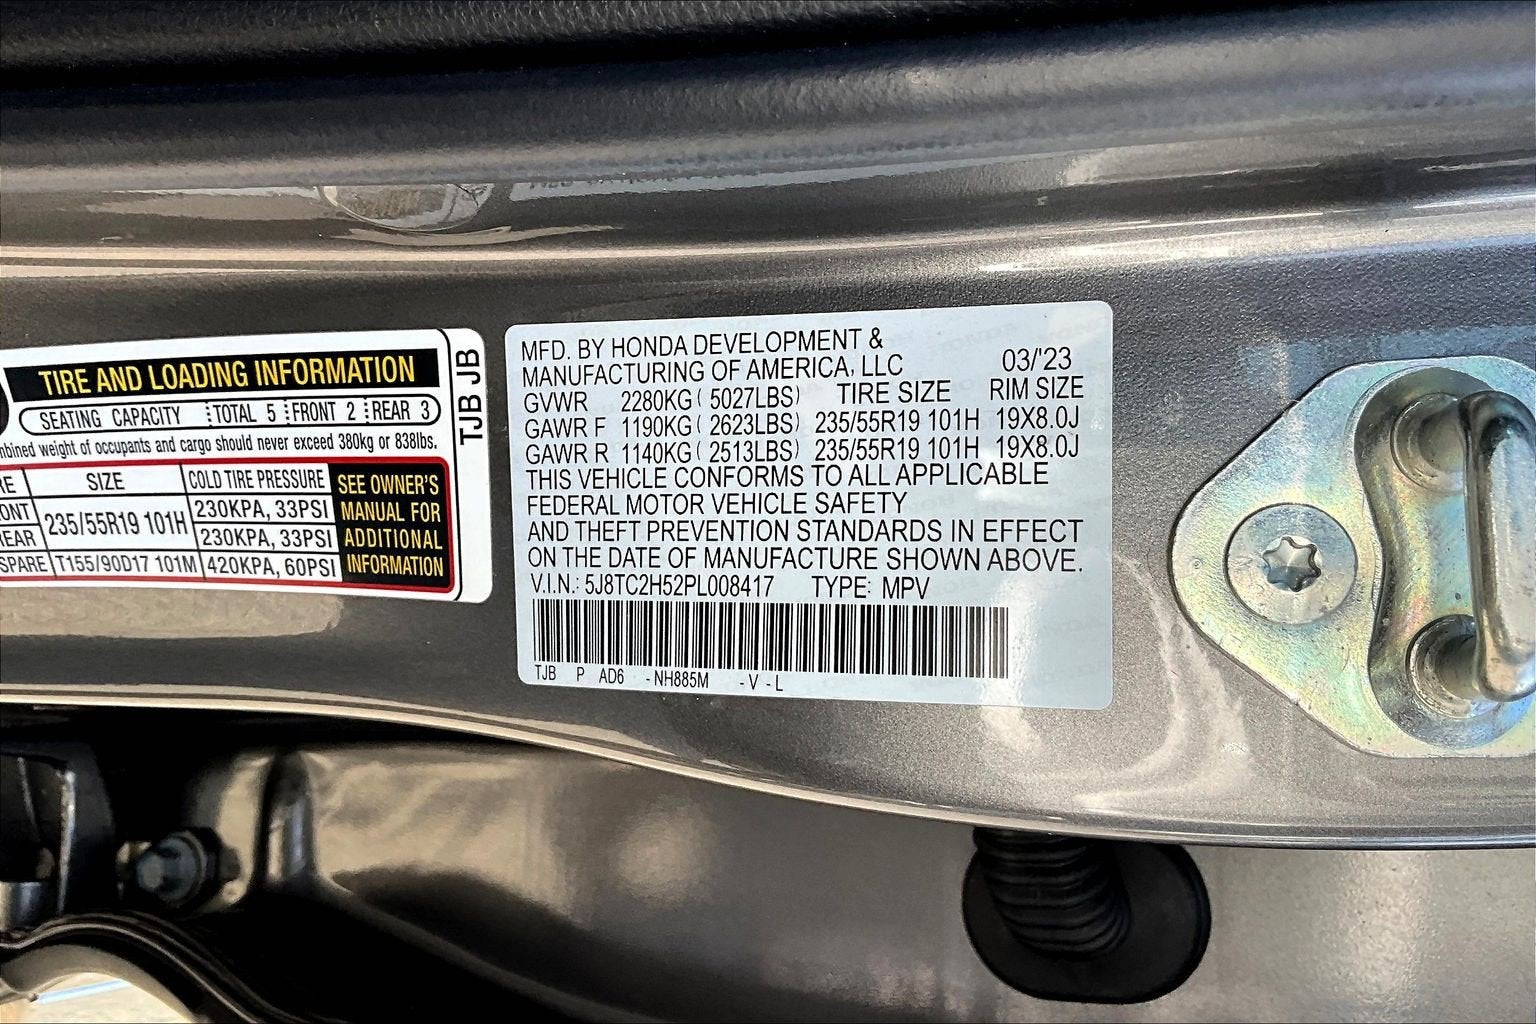 TIRE AND LOADING INFORMATION
SEATING CAPACITY TOTAL 5 FRONT 2 REAR 3
weight of occupants and cargo should never exceed 380kg or 838lbs.
SIZE COLD TIRE PRESSURE
235/55R19 101H 230KPA, 33PSI
230KPA, 33PSI
SPARE T155/90D17 101M 420KPA, 60PSI
SEE OWNER'S
MANUAL FOR
ADDITIONAL
INFORMATION
TJB JB
MFD. BY HONDA DEVELOPMENT &
MANUFACTURING OF AMERICA, LLC 03/'23
GVWR 2280KG ( 5027LBS) TIRE SIZE RIM SIZE
GAWR F 1190KG ( 2623LBS) 235/55R19 101H 19X8.0J
GAWR R 1140KG ( 2513LBS) 235/55R19 101H 19X8.0J
THIS VEHICLE CONFORMS TO ALL APPLICABLE
FEDERAL MOTOR VEHICLE SAFETY
AND THEFT PREVENTION STANDARDS IN EFFECT
ON THE DATE OF MANUFACTURE SHOWN ABOVE.
V.I.N.: 5J8TC2H52PL008417 TYPE: MPV
TJB P AD6 -NH885M -V-L